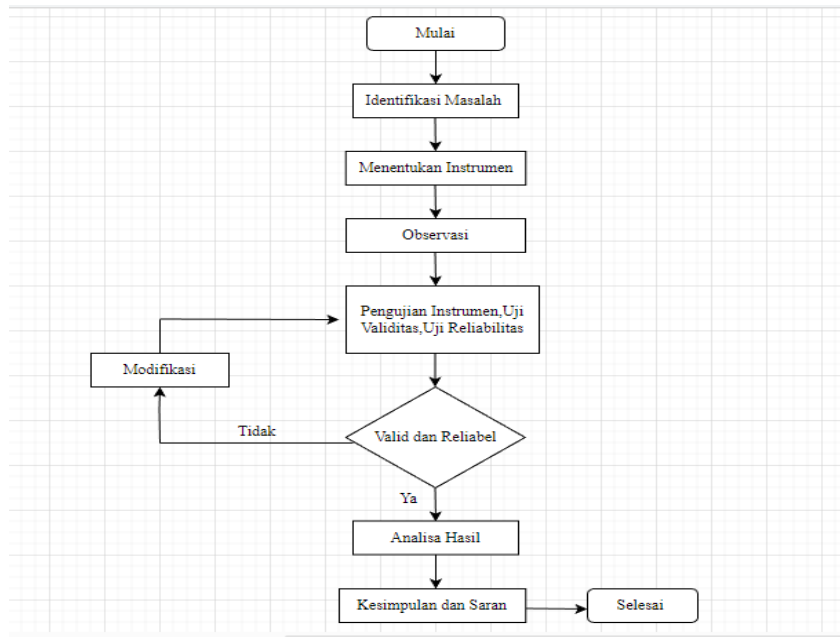 Mulai
Identifikasi Masalah
Menentukan Instrumen
Observasi
Pengujian Instrumen,Uji
Validitas,Uji Reliabilitas
Modifikasi
Tidak
Valid dan Reliabel
Ya
Analisa Hasil
Kesimpulan dan Saran
Selesai